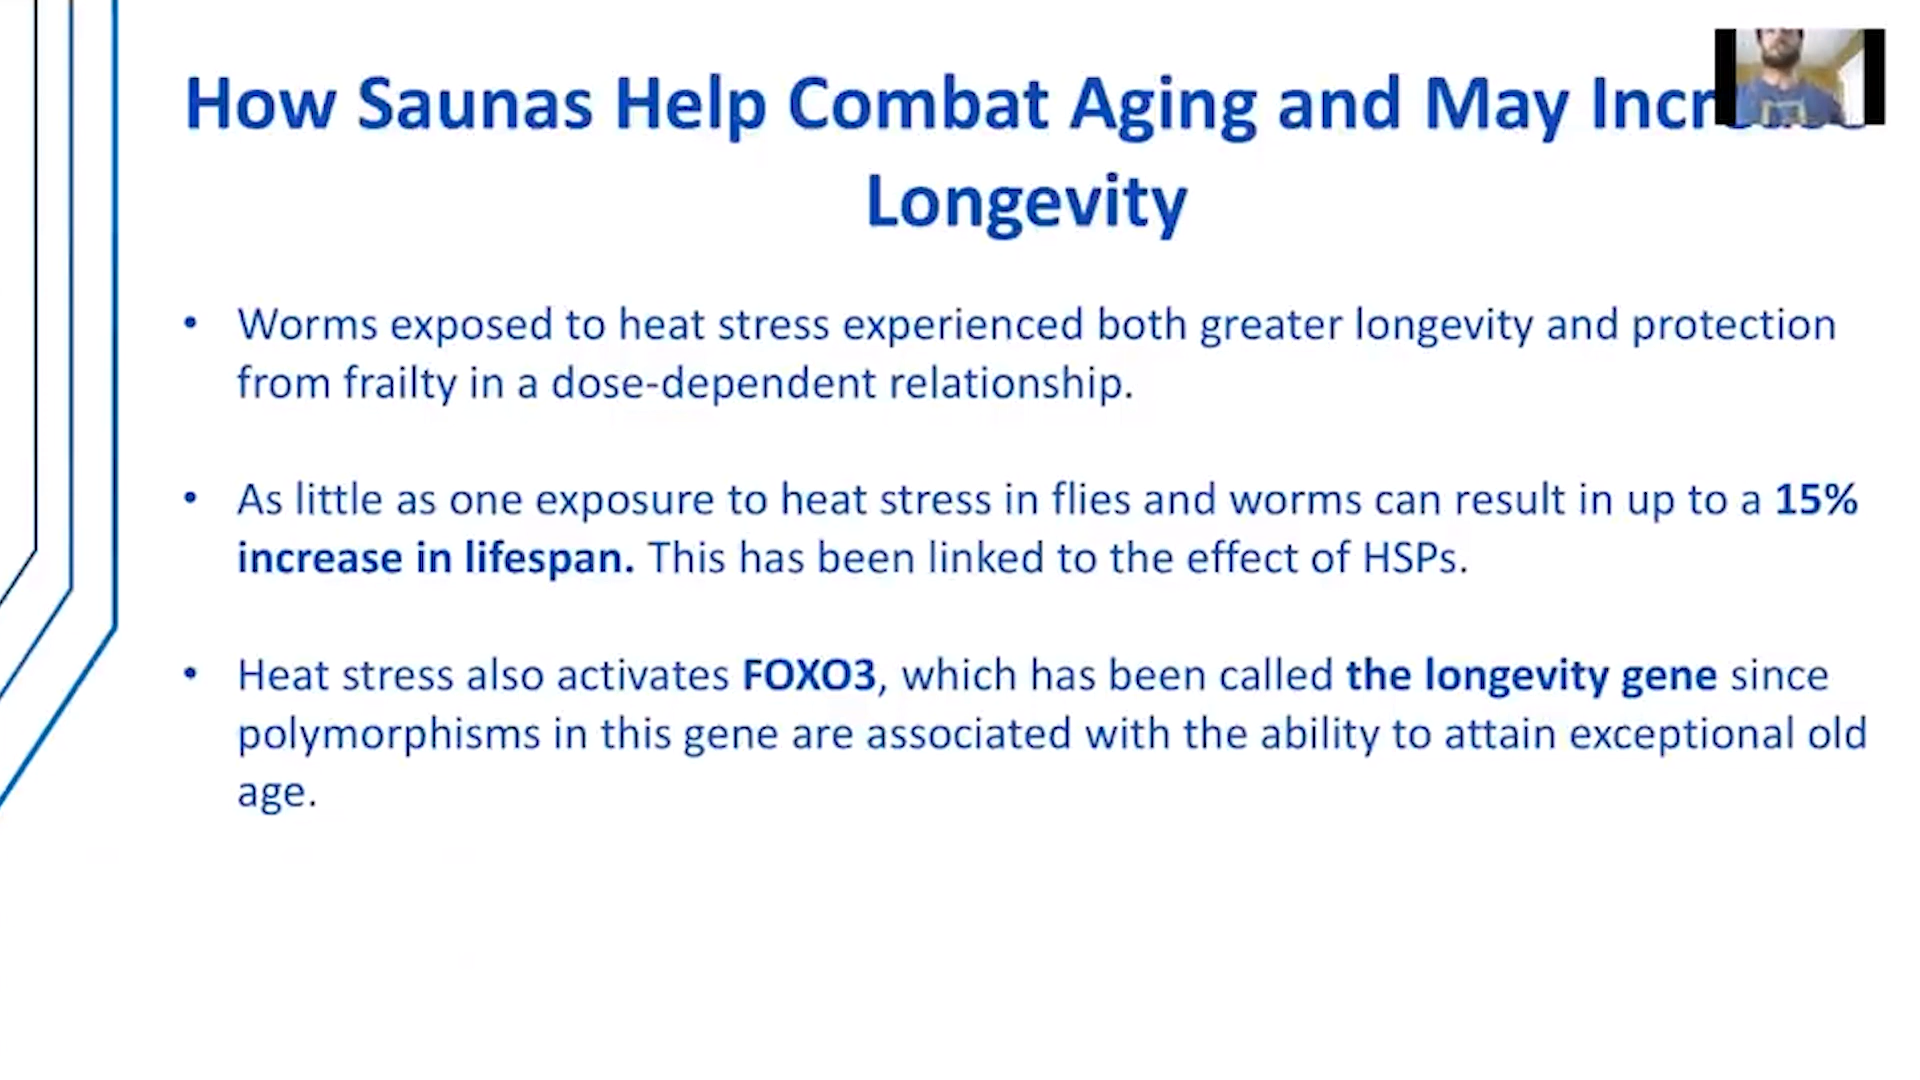 How Saunas Help Combat Aging and May
Longevity
• Worms exposed to heat stress experienced both greater longevity and protection
from frailty in a dose-dependent relationship.
• As little as one exposure to heat stress in flies and worms can result in up to a 15%
increase in lifespan. This has been linked to the effect of HSPs.
• Heat stress also activates FOXO3, which has been called the longevity gene since
polymorphisms in this gene are associated with the ability to attain exceptional old
age.